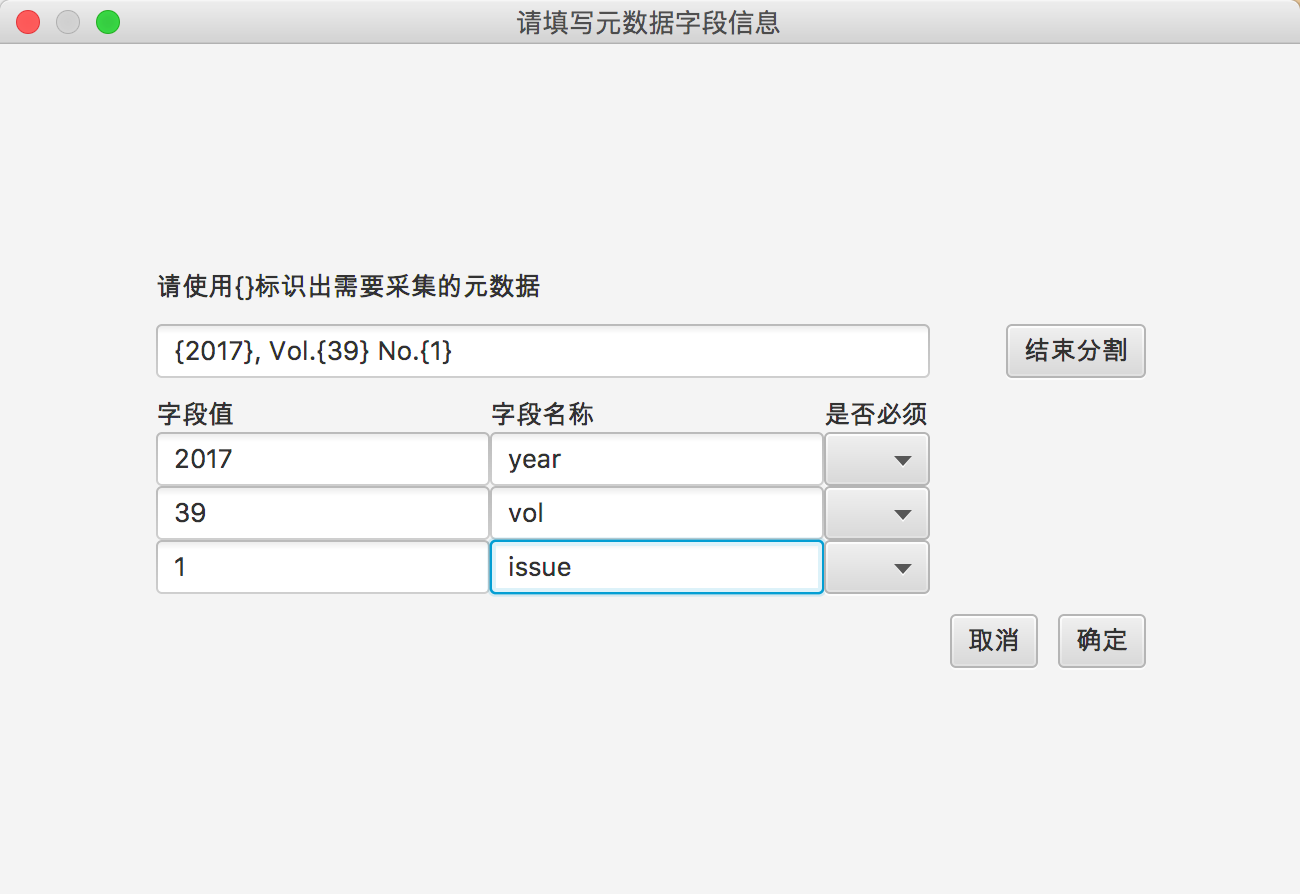 请填写元数据字段信息
请使用{}标识出需要采集的元数据
{2017}, Vol.{39} No.{1}
结束分割
字段值 字段名称 是否必须
2017 year
39 vol
1 issue
取消 确定